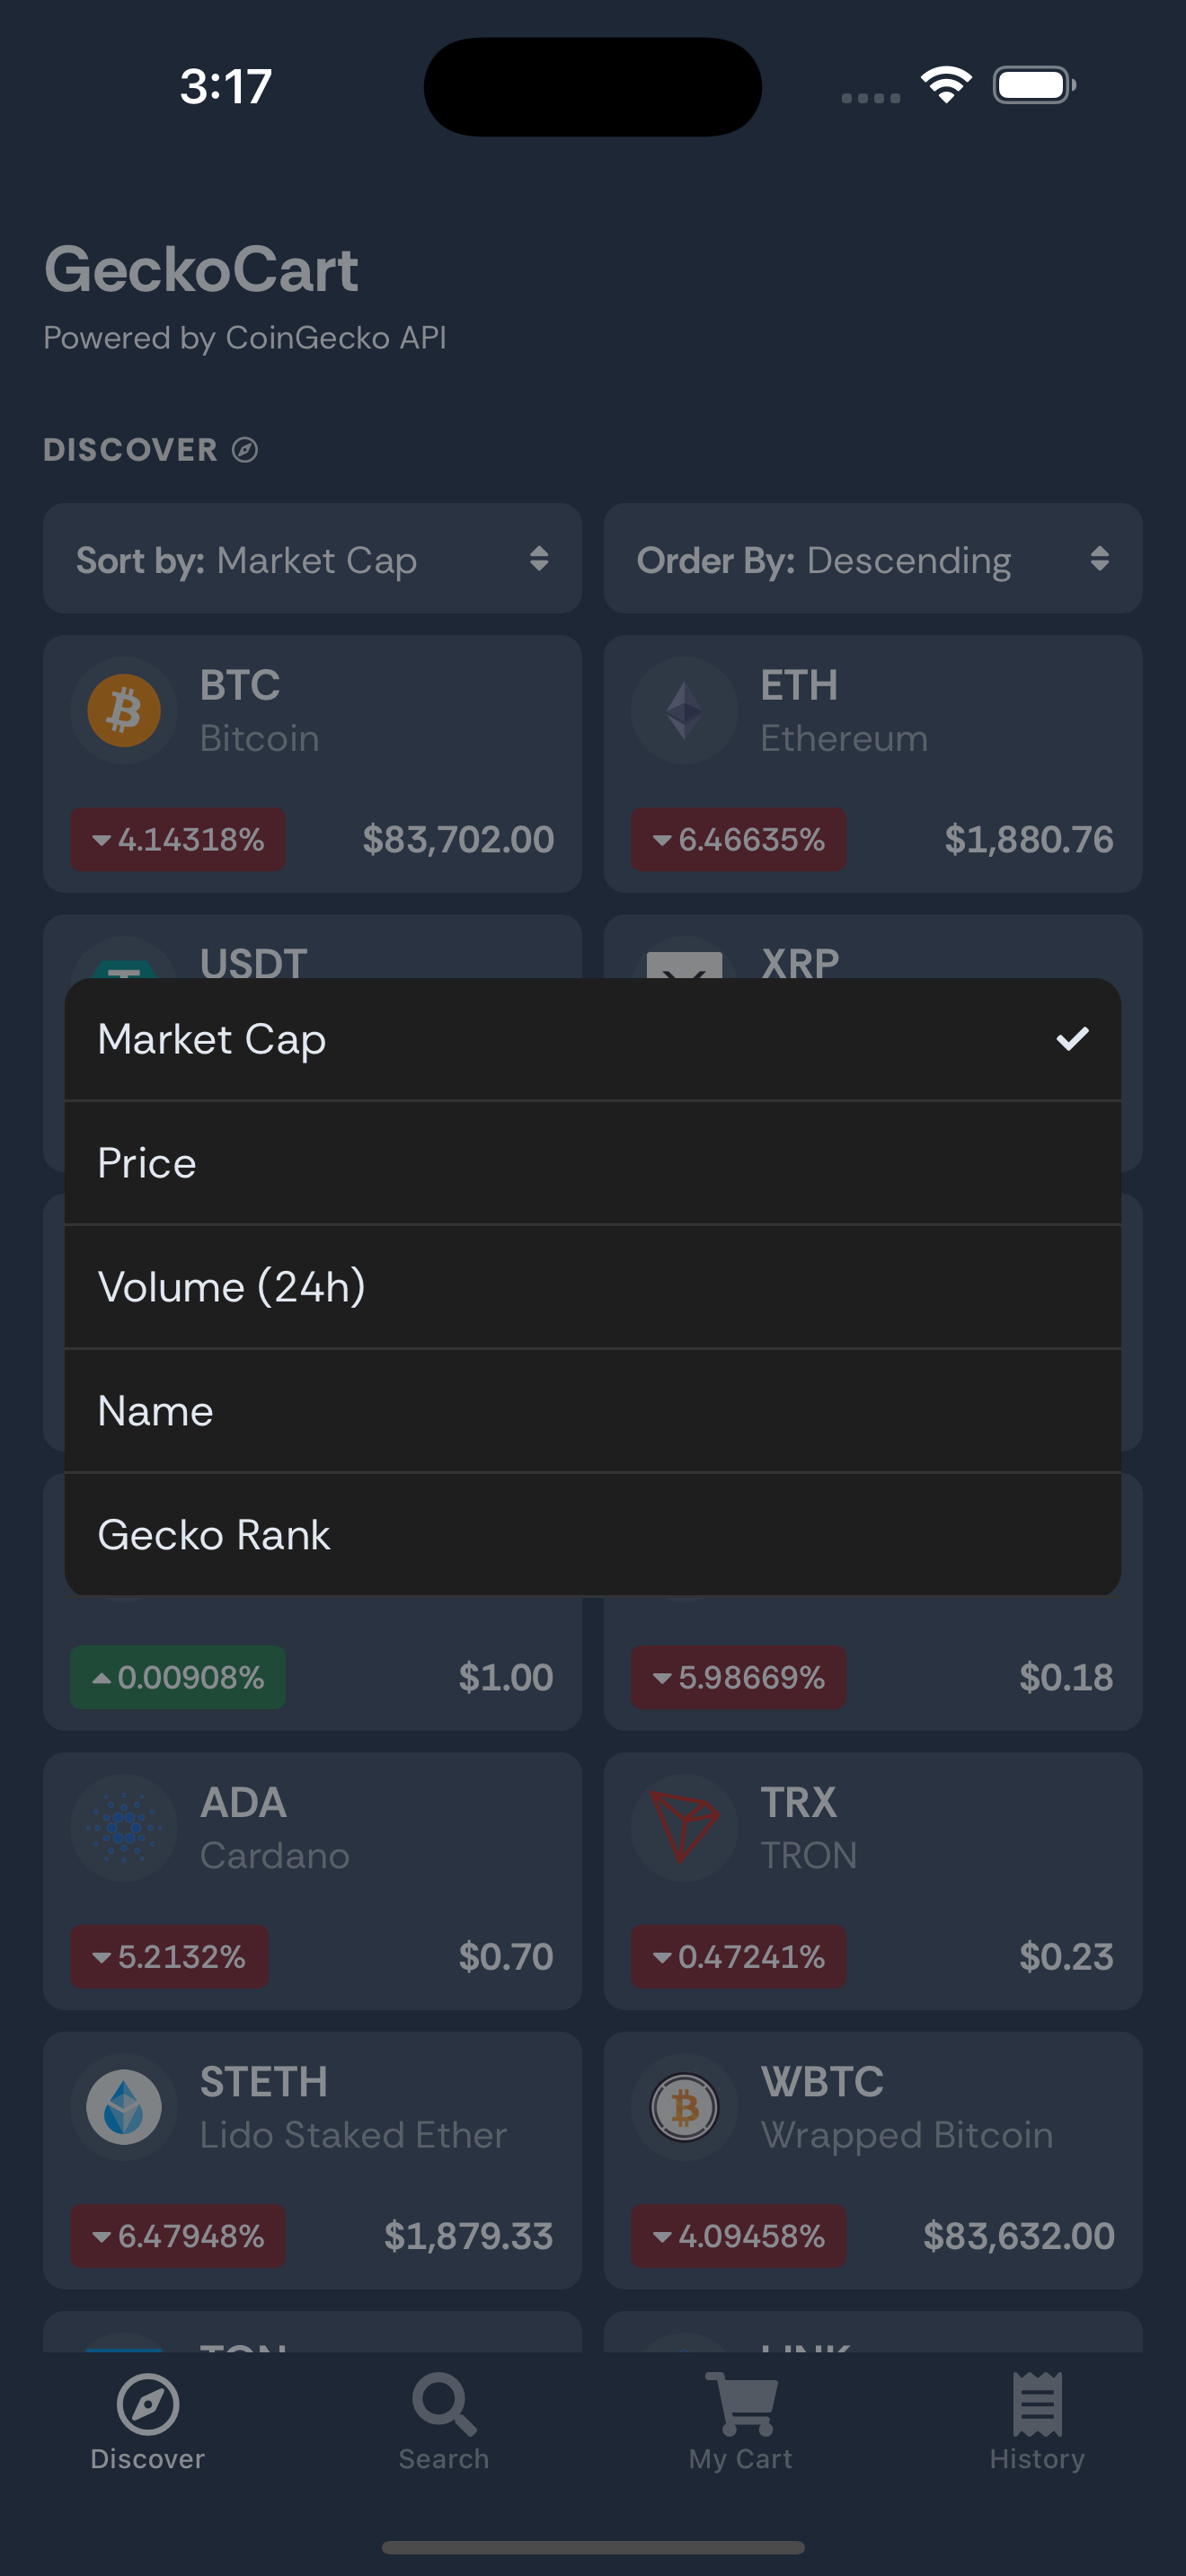 3:17
GeckoCart
Powered by CoinGecko API
DISCOVER
Sort by: Market Cap
Order By: Descending
BTC
Bitcoin
4.14318%
$83,702.00
ETH
Ethereum
6.46635%
$1,880.76
USDT
XRP
Market Cap
Price
Volume (24h)
Name
Gecko Rank
0.00908%
$1.00
5.98669%
$0.18
ADA
Cardano
5.2132%
$0.70
TRX
TRON
0.47241%
$0.23
STETH
Lido Staked Ether
6.47948%
$1,879.33
WBTC
Wrapped Bitcoin
4.09458%
$83,632.00
TON
LINK
Discover
Search
My Cart
History